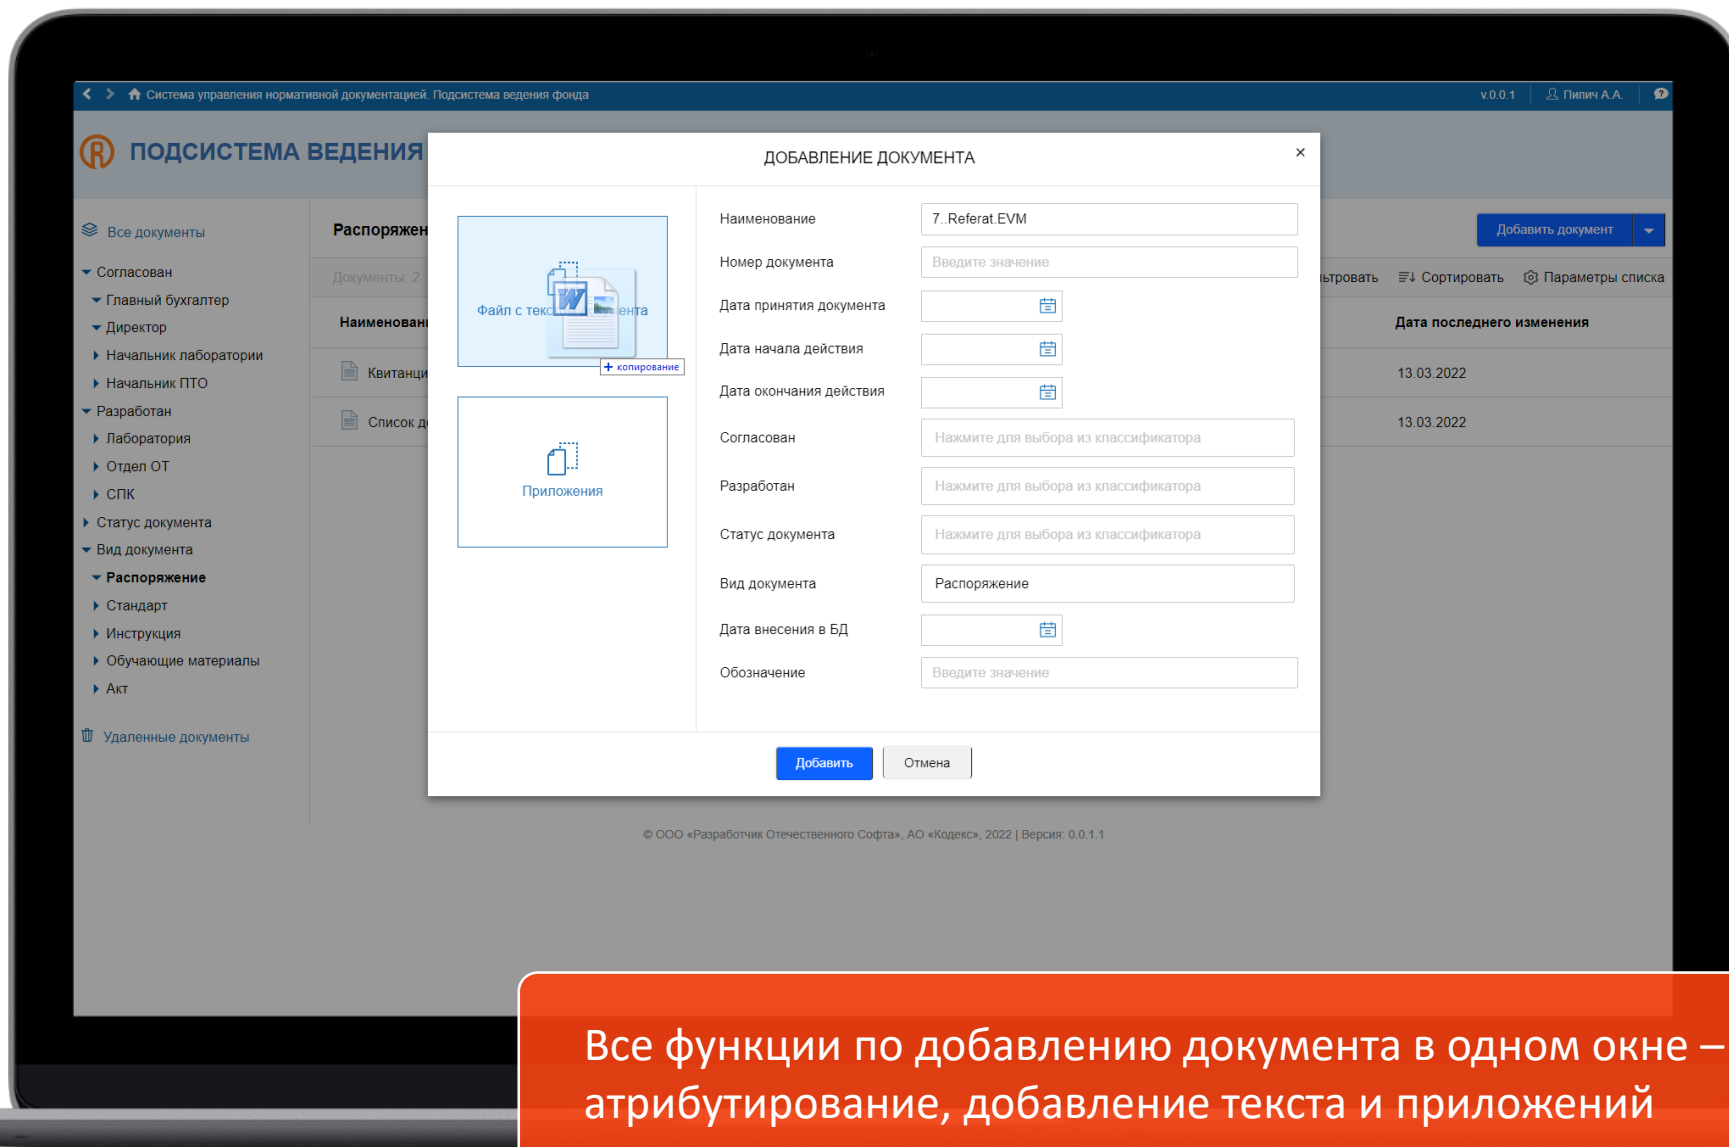 Система управления нормативной документацией. Подсистема ведения фонда
v.0.0.1
Пипич А.А.
ПОДСИСТЕМА ВЕДЕНИЯ
Все документы
Согласован
Главный бухгалтер
Директор
Начальник лаборатории
Начальник ПТО
Разработан
Лаборатория
Отдел ОТ
СПК
Статус документа
Вид документа
Распоряжение
Стандарт
Инструкция
Обучающие материалы
Акт
Удаленные документы
Распоряжен
Добавить документ
Документы: 2
ьтровать
Сортировать
Параметры списка
Наименовани
Дата последнего изменения
Квитанци
13.03.2022
Список д
13.03.2022
ДОБАВЛЕНИЕ ДОКУМЕНТА
Файл с текс ента
+ копирование
Приложения
Наименование
7..Referat.EVM
Номер документа
Введите значение
Дата принятия документа
Дата начала действия
Дата окончания действия
Согласован
Нажмите для выбора из классификатора
Разработан
Нажмите для выбора из классификатора
Статус документа
Нажмите для выбора из классификатора
Вид документа
Распоряжение
Дата внесения в БД
Обозначение
Введите значение
Добавить
Отмена
© ООО «Разработчик Отечественного Софта», АО «Кодекс», 2022 | Версия: 0.0.1.1
Все функции по добавлению документа в одном окне –
атрибутирование, добавление текста и приложений